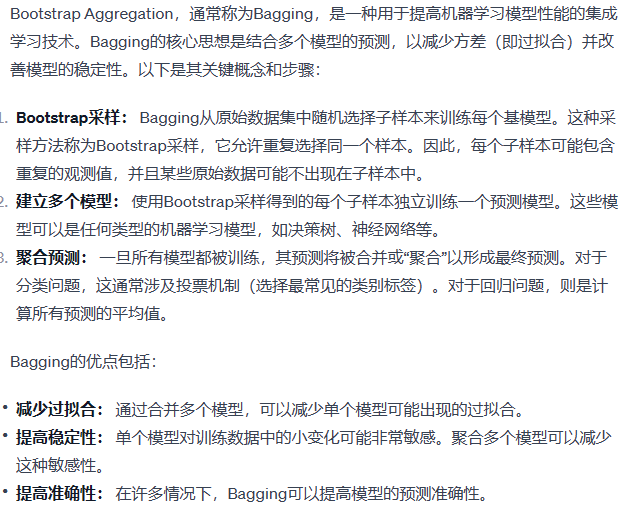 Bootstrap Aggregation，通常称为Bagging，是一种用于提高机器学习模型性能的集成
学习技术。Bagging的核心思想是结合多个模型的预测，以减少方差（即过拟合）并改
善模型的稳定性。以下是其关键概念和步骤：
1. Bootstrap采样： Bagging从原始数据集中随机选择子样本来训练每个基模型。这种采
样方法称为Bootstrap采样，它允许重复选择同一个样本。因此，每个子样本可能包含
重复的观测值，并且某些原始数据可能不出现在子样本中。
2. 建立多个模型： 使用Bootstrap采样得到的每个子样本独立训练一个预测模型。这些模
型可以是任何类型的机器学习模型，如决策树、神经网络等。
3. 聚合预测： 一旦所有模型都被训练，其预测将被合并或“聚合”以形成最终预测。对于
分类问题，这通常涉及投票机制（选择最常见的类别标签）。对于回归问题，则是计
算所有预测的平均值。
Bagging的优点包括：
• 减少过拟合： 通过合并多个模型，可以减少单个模型可能出现的过拟合。
• 提高稳定性： 单个模型对训练数据中的小变化可能非常敏感。聚合多个模型可以减少
这种敏感性。
• 提高准确性： 在许多情况下，Bagging可以提高模型的预测准确性。